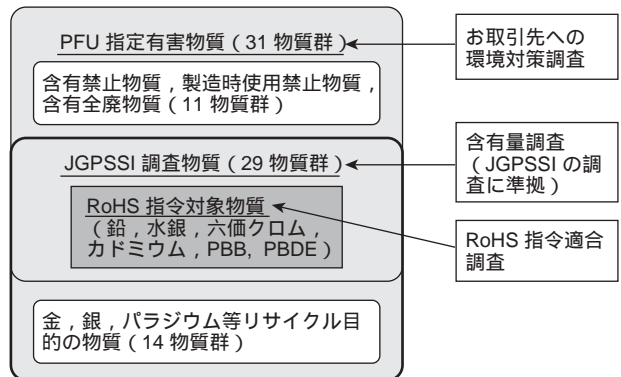 PFU 指定有害物質（31 物質群）
含有禁止物質，製造時使用禁止物質，
含有全廃物質（11 物質群）
JGPSSI 調査物質（29 物質群）
RoHS 指令対象物質
（鉛，水銀，六価クロム，
カドミウム，PBB，PBDE）
金，銀，パラジウム等リサイクル目
的の物質（14 物質群）
お取引先への
環境対策調査
含有量調査
（JGPSSI の調
査に準拠）
RoHS 指令適合
調査